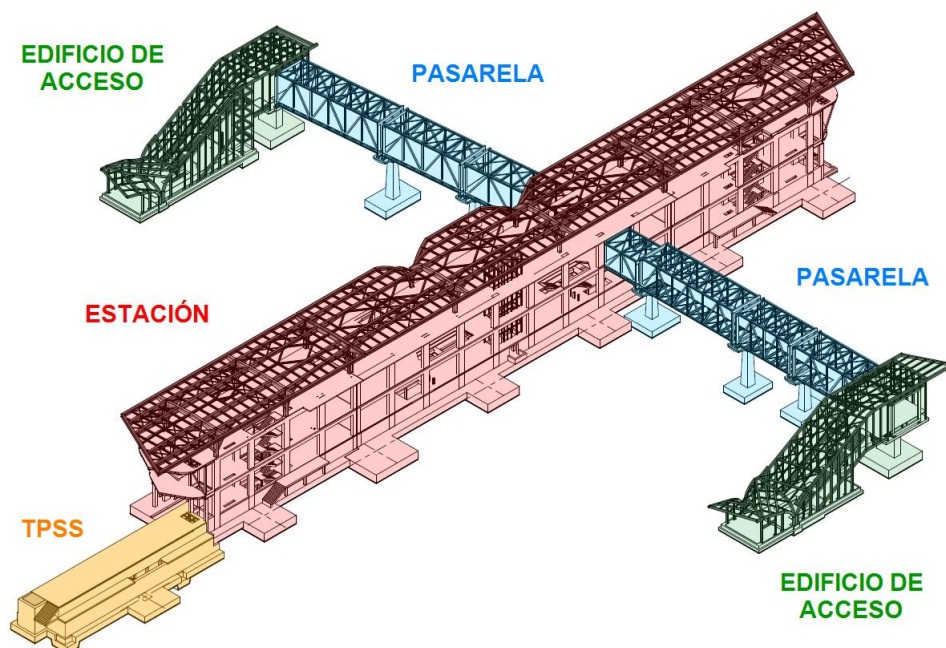 EDIFICIO DE
ACCESO
PASARELA
PASARELA
ESTACIÓN
TPSS
EDIFICIO DE
ACCESO